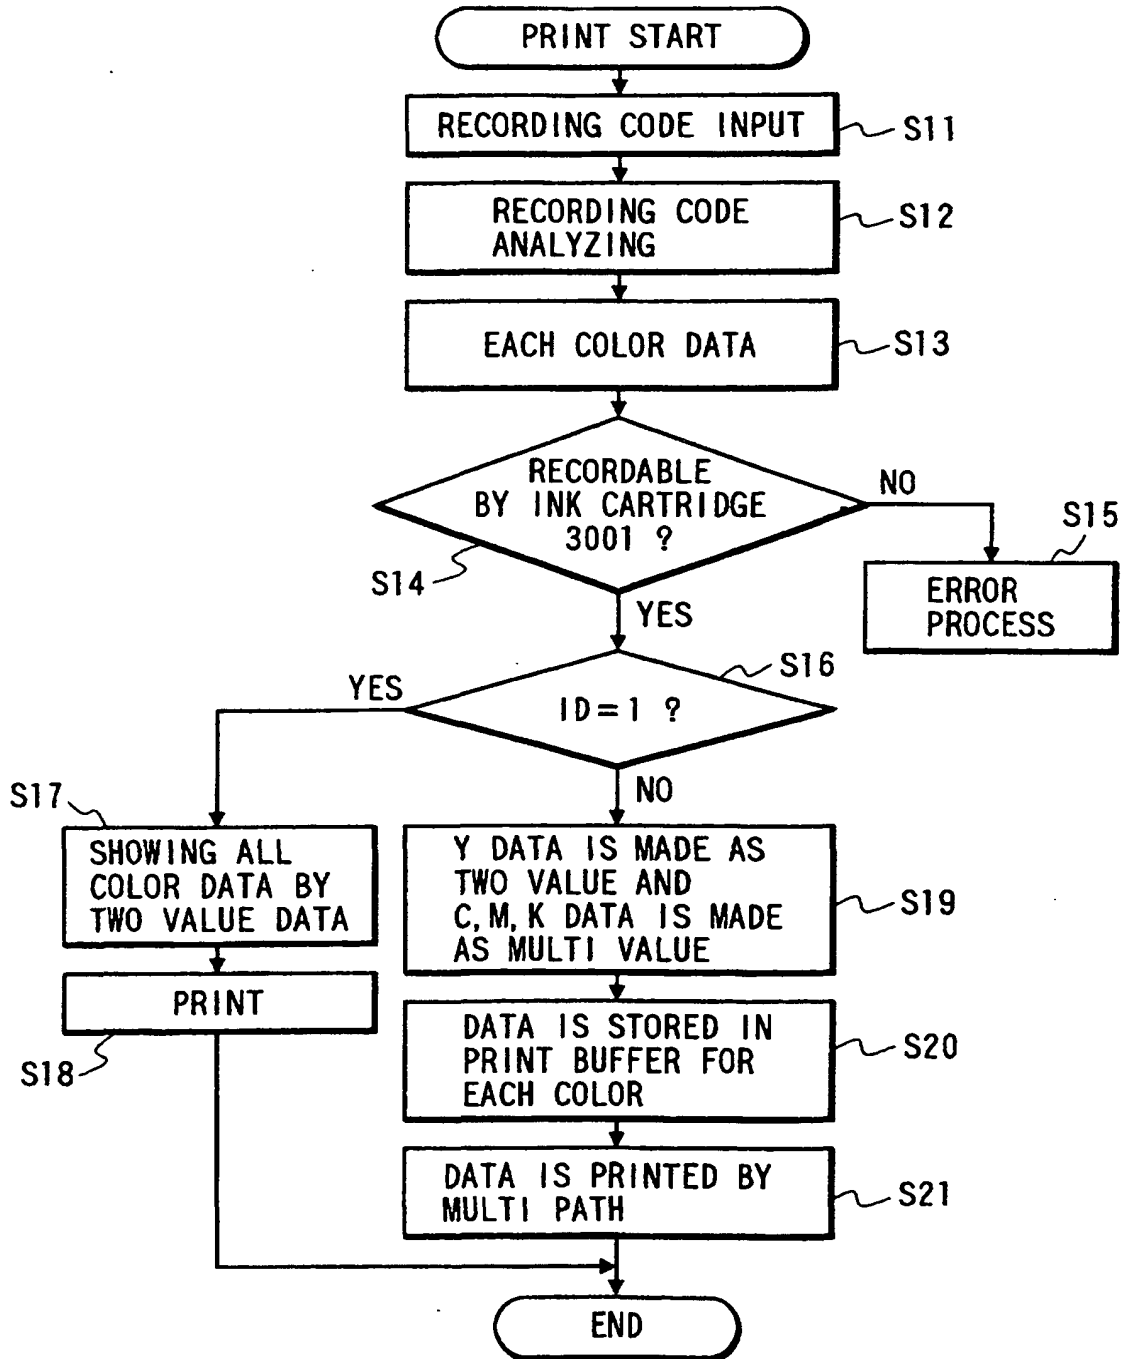 PRINT START
RECORDING CODE INPUT
S11
RECORDING CODE
ANALYZING
S12
EACH COLOR DATA
S13
RECORDABLE
BY INK CARTRIDGE
3001 ?
S14
NO
S15
ERROR
PROCESS
YES
ID=1 ?
S16
YES
S17
SHOWING ALL
COLOR DATA BY
TWO VALUE DATA
PRINT
S18
NO
Y DATA IS MADE AS
TWO VALUE AND
C, M, K DATA IS MADE
AS MULTI VALUE
S19
DATA IS STORED IN
PRINT BUFFER FOR
EACH COLOR
S20
DATA IS PRINTED BY
MULTI PATH
S21
END